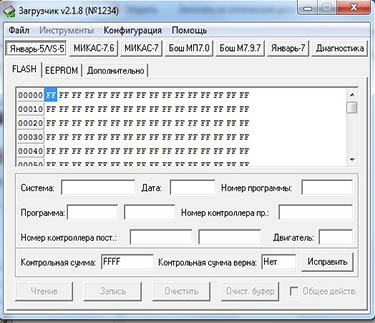 Загрузчик v2.1.8 (№1234)
Файл Инструменты Конфигурация Помощь
Январь-5/VS-5 МИКАС-7.6 МИКАС-7 Бош МП7.0 Бош М7.9.7 Январь-7 Диагностика
FLASH EEPROM Дополнительно
00000 FF FF FF FF FF FF FF FF FF FF FF FF FF FF FF FF
00010 FF FF FF FF FF FF FF FF FF FF FF FF FF FF FF FF
00020 FF FF FF FF FF FF FF FF FF FF FF FF FF FF FF FF
00030 FF FF FF FF FF FF FF FF FF FF FF FF FF FF FF FF
00040 FF FF FF FF FF FF FF FF FF FF FF FF FF FF FF FF
00050 FF FF FF FF FF FF FF FF FF FF FF FF FF FF FF FF
Система: Дата: Номер программы:
Программа: Номер контроллера пр.:
Номер контроллера пост.: Двигатель:
Контрольная сумма: FFFF Контрольная сумма верна: Нет Исправить
Чтение Запись Очистить Очист. буфер Общее действ.